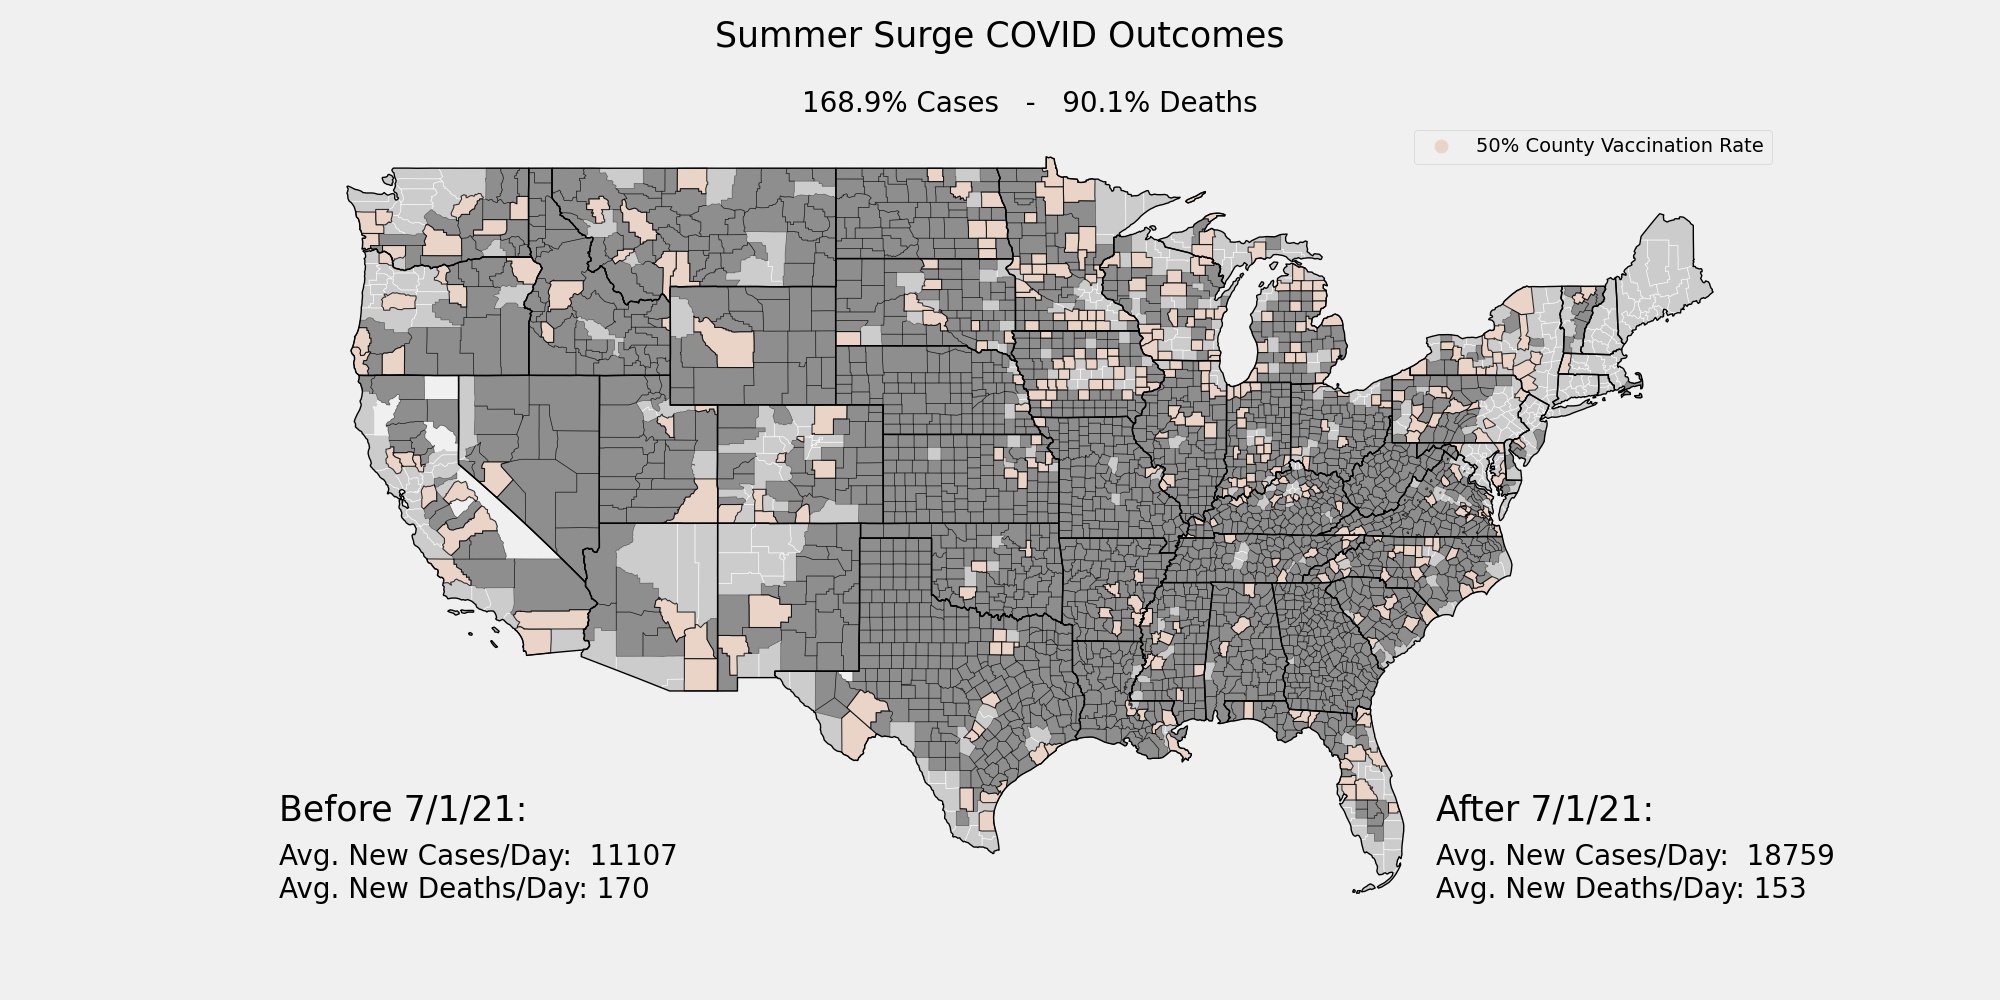 Summer Surge COVID Outcomes
168.9% Cases - 90.1% Deaths
50% County Vaccination Rate
Before 7/1/21:
Avg. New Cases/Day: 11107
Avg. New Deaths/Day: 170
After 7/1/21:
Avg. New Cases/Day: 18759
Avg. New Deaths/Day: 153